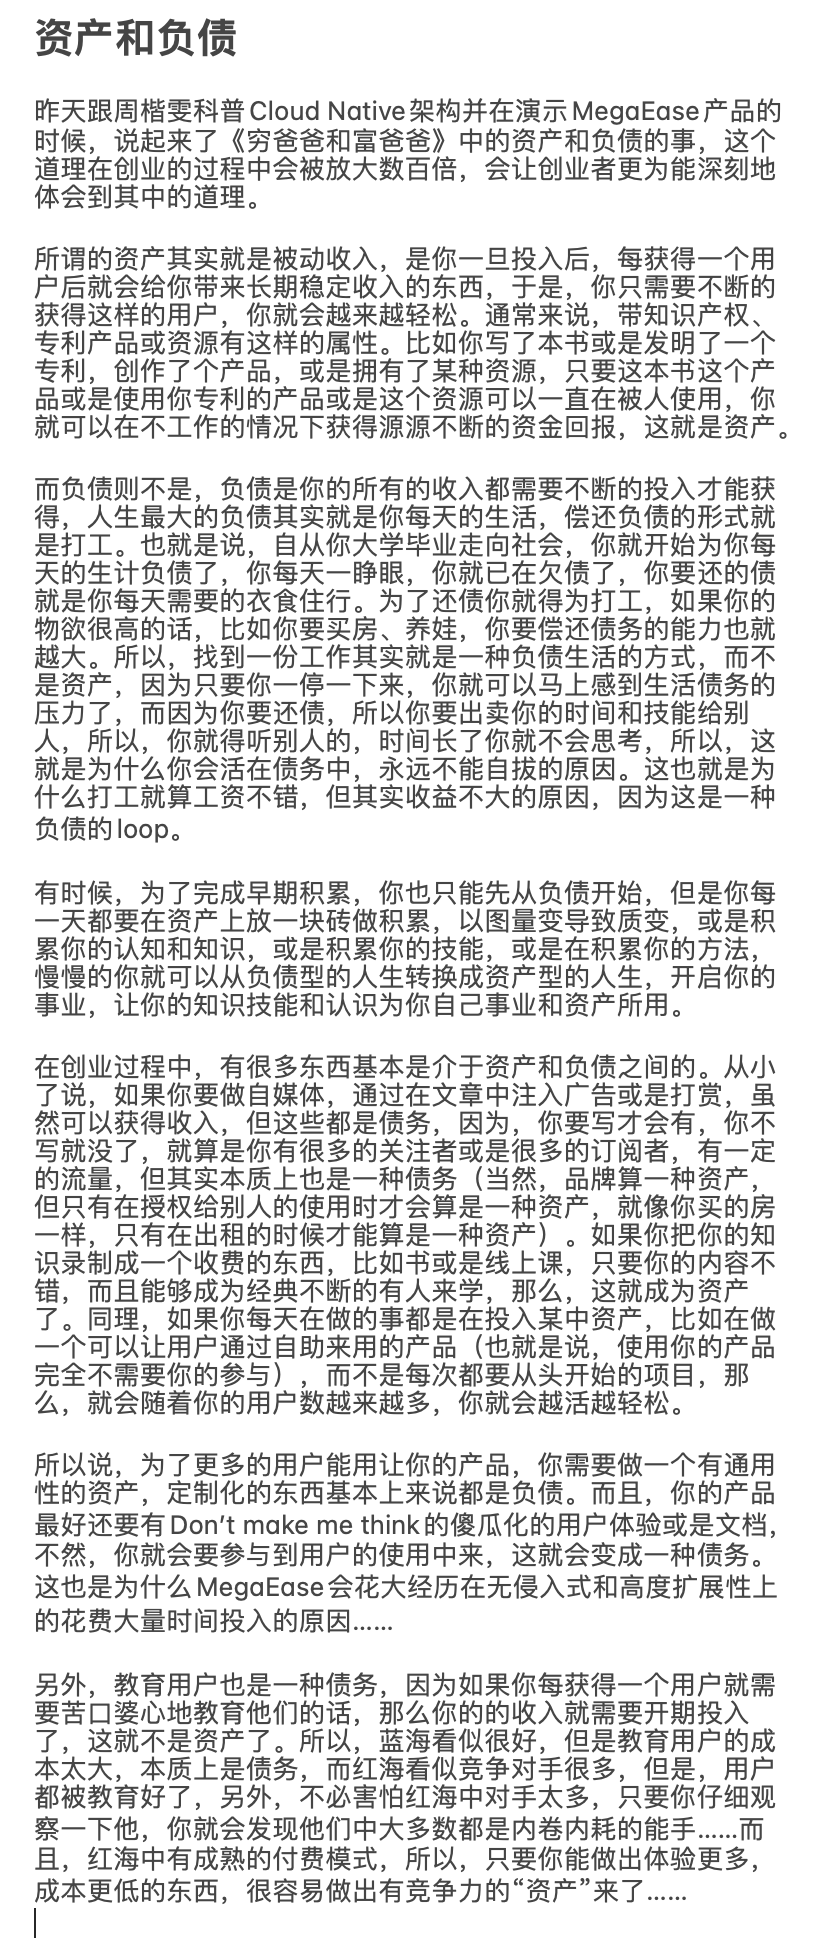 资产和负债
昨天跟周楷雯科普Cloud Native架构并在演示MegaEase产品的
时候，说起来了《穷爸爸和富爸爸》中的资产和负债的事，这个
道理在创业的过程中会被放大数百倍，会让创业者更为能深刻地
体会到其中的道理。
所谓的资产其实就是被动收入，是你一旦投入后，每获得一个用
户后就会给你带来长期稳定收入的东西，于是，你只需要不断的
获得这样的用户，你就会越来越轻松。通常来说，带知识产权、
专利产品或资源有这样的属性。比如你写了本书或是发明了一个
专利，创作了个产品，或是拥有了某种资源，只要这本书这个产
品或是使用你专利的产品或是这个资源可以一直在被人使用，你
就可以在不工作的情况下获得源源不断的资金回报，这就是资产。
而负债则不是，负债是你的所有的收入都需要不断的投入才能获
得，人生最大的负债其实就是你每天的生活，偿还负债的形式就
是打工。也就是说，自从你大学毕业走向社会，你就开始为你每
天的生计负债了，你每天一睁眼，你就已在欠债了，你要还的债
就是你每天需要的衣食住行。为了还债你就得为打工，如果你的
物欲很高的话，比如你要买房、养娃，你要偿还债务的能力也就
越大。所以，找到一份工作其实就是一种负债生活的方式，而不
是资产，因为只要你一停一下来，你就可以马上感到生活债务的
压力了，而因为你要还债，所以你要出卖你的时间和技能给别
人，所以，你就得听别人的，时间长了你就不会思考，所以，这
就是为什么你会活在债务中，永远不能自拔的原因。这也就是为
什么打工就算工资不错，但其实收益不大的原因，因为这是一种
负债的loop。
有时候，为了完成早期积累，你也只能先从负债开始，但是你每
一天都要在资产上放一块砖做积累，以图量变导致质变，或是积
累你的认知和知识，或是积累你的技能，或是在积累你的方法，
慢慢的你就可以从负债型的人生转换成资产型的人生，开启你的
事业，让你的知识技能和认识为你自己事业和资产所用。
在创业过程中，有很多东西基本是介于资产和负债之间的。从小
了说，如果你要做自媒体，通过在文章中注入广告或是打赏，虽
然可以获得收入，但这些都是债务，因为，你要写才会有，你不
写就没了，就算是你有很多的关注者或是很多的订阅者，有一定
的流量，但其实本质上也是一种债务（当然，品牌算一种资产，
但只有在授权给别人的使用时才会算是一种资产，就像你买的房
一样，只有在出租的时候才能算是一种资产）。如果你把你的知
识录制成一个收费的东西，比如书或是线上课，只要你的内容不
错，而且能够成为经典不断的有人来学，那么，这就成为资产
了。同理，如果你每天在做的事都是在投入某中资产，比如在做
一个可以让用户通过自助来用的产品（也就是说，使用你的产品
完全不需要你的参与），而不是每次都要从头开始的项目，那
么，就会随着你的用户数越来越多，你就会越活越轻松。
所以说，为了更多的用户能用让你的产品，你需要做一个有通用
性的资产，定制化的东西基本上来说都是负债。而且，你的产品
最好还要有Don't make me think的傻瓜化的用户体验或是文档，
不然，你就会要参与到用户的使用中来，这就会变成一种债务。
这也是为什么MegaEase会花大经历在无侵入式和高度扩展性上
的花费大量时间投入的原因……
另外，教育用户也是一种债务，因为如果你每获得一个用户就需
要苦口婆心地教育他们的话，那么你的的收入就需要开期投入
了，这就不是资产了。所以，蓝海看似很好，但是教育用户的成
本太大，本质上是债务，而红海看似竞争对手很多，但是，用户
都被教育好了，另外，不必害怕红海中对手太多，只要你仔细观
察一下他，你就会发现他们中大多数都是内卷内耗的能手……而
且，红海中有成熟的付费模式，所以，只要你能做出体验更多，
成本更低的东西，很容易做出有竞争力的“资产”来了……